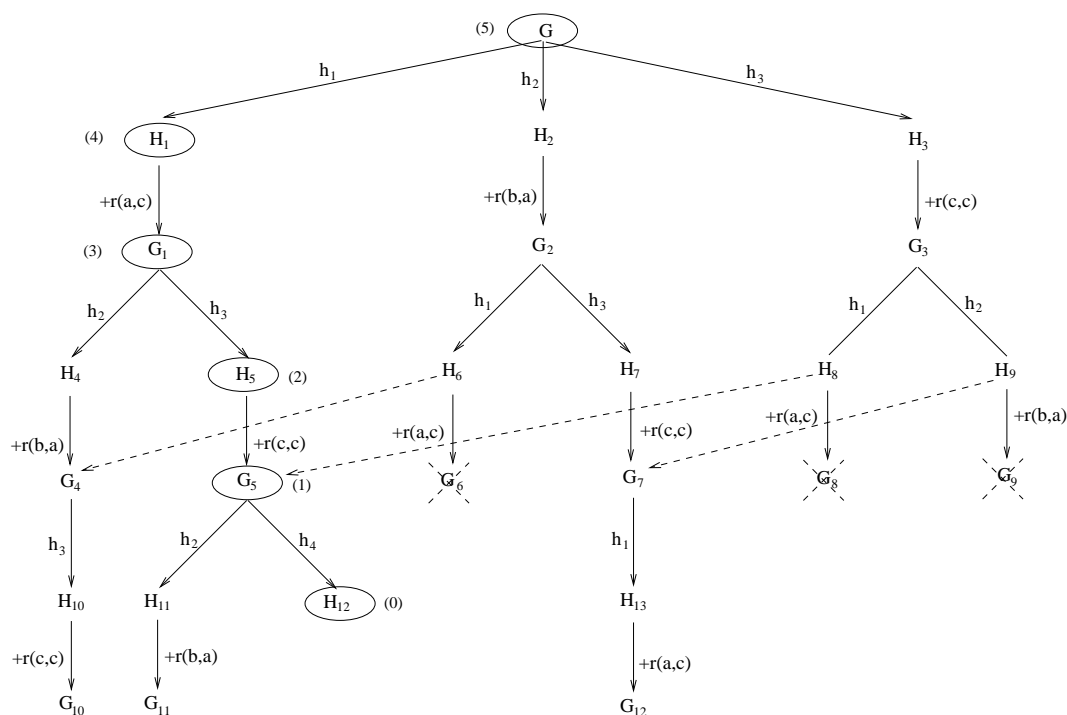 (5) G
h₁ h₂ h₃
(4) H₁ H₂ H₃
+r(a,c) +r(b,a) +r(c,c)
(3) G₁ G₂ G₃
h₂ h₃ h₁ h₃ h₁ h₂
H₄ H₅ (2) H₆ H₇ H₈ H₉
+r(b,a) +r(c,c) +r(a,c) +r(c,c) +r(a,c) +r(b,a)
G₄ G₅ (1) G₆ G₇ G₈ G₉
h₃ h₂ h₄ h₁
H₁₀ H₁₁ H₁₂ (0) H₁₃
+r(c,c) +r(b,a) +r(a,c)
G₁₀ G₁₁ G₁₂